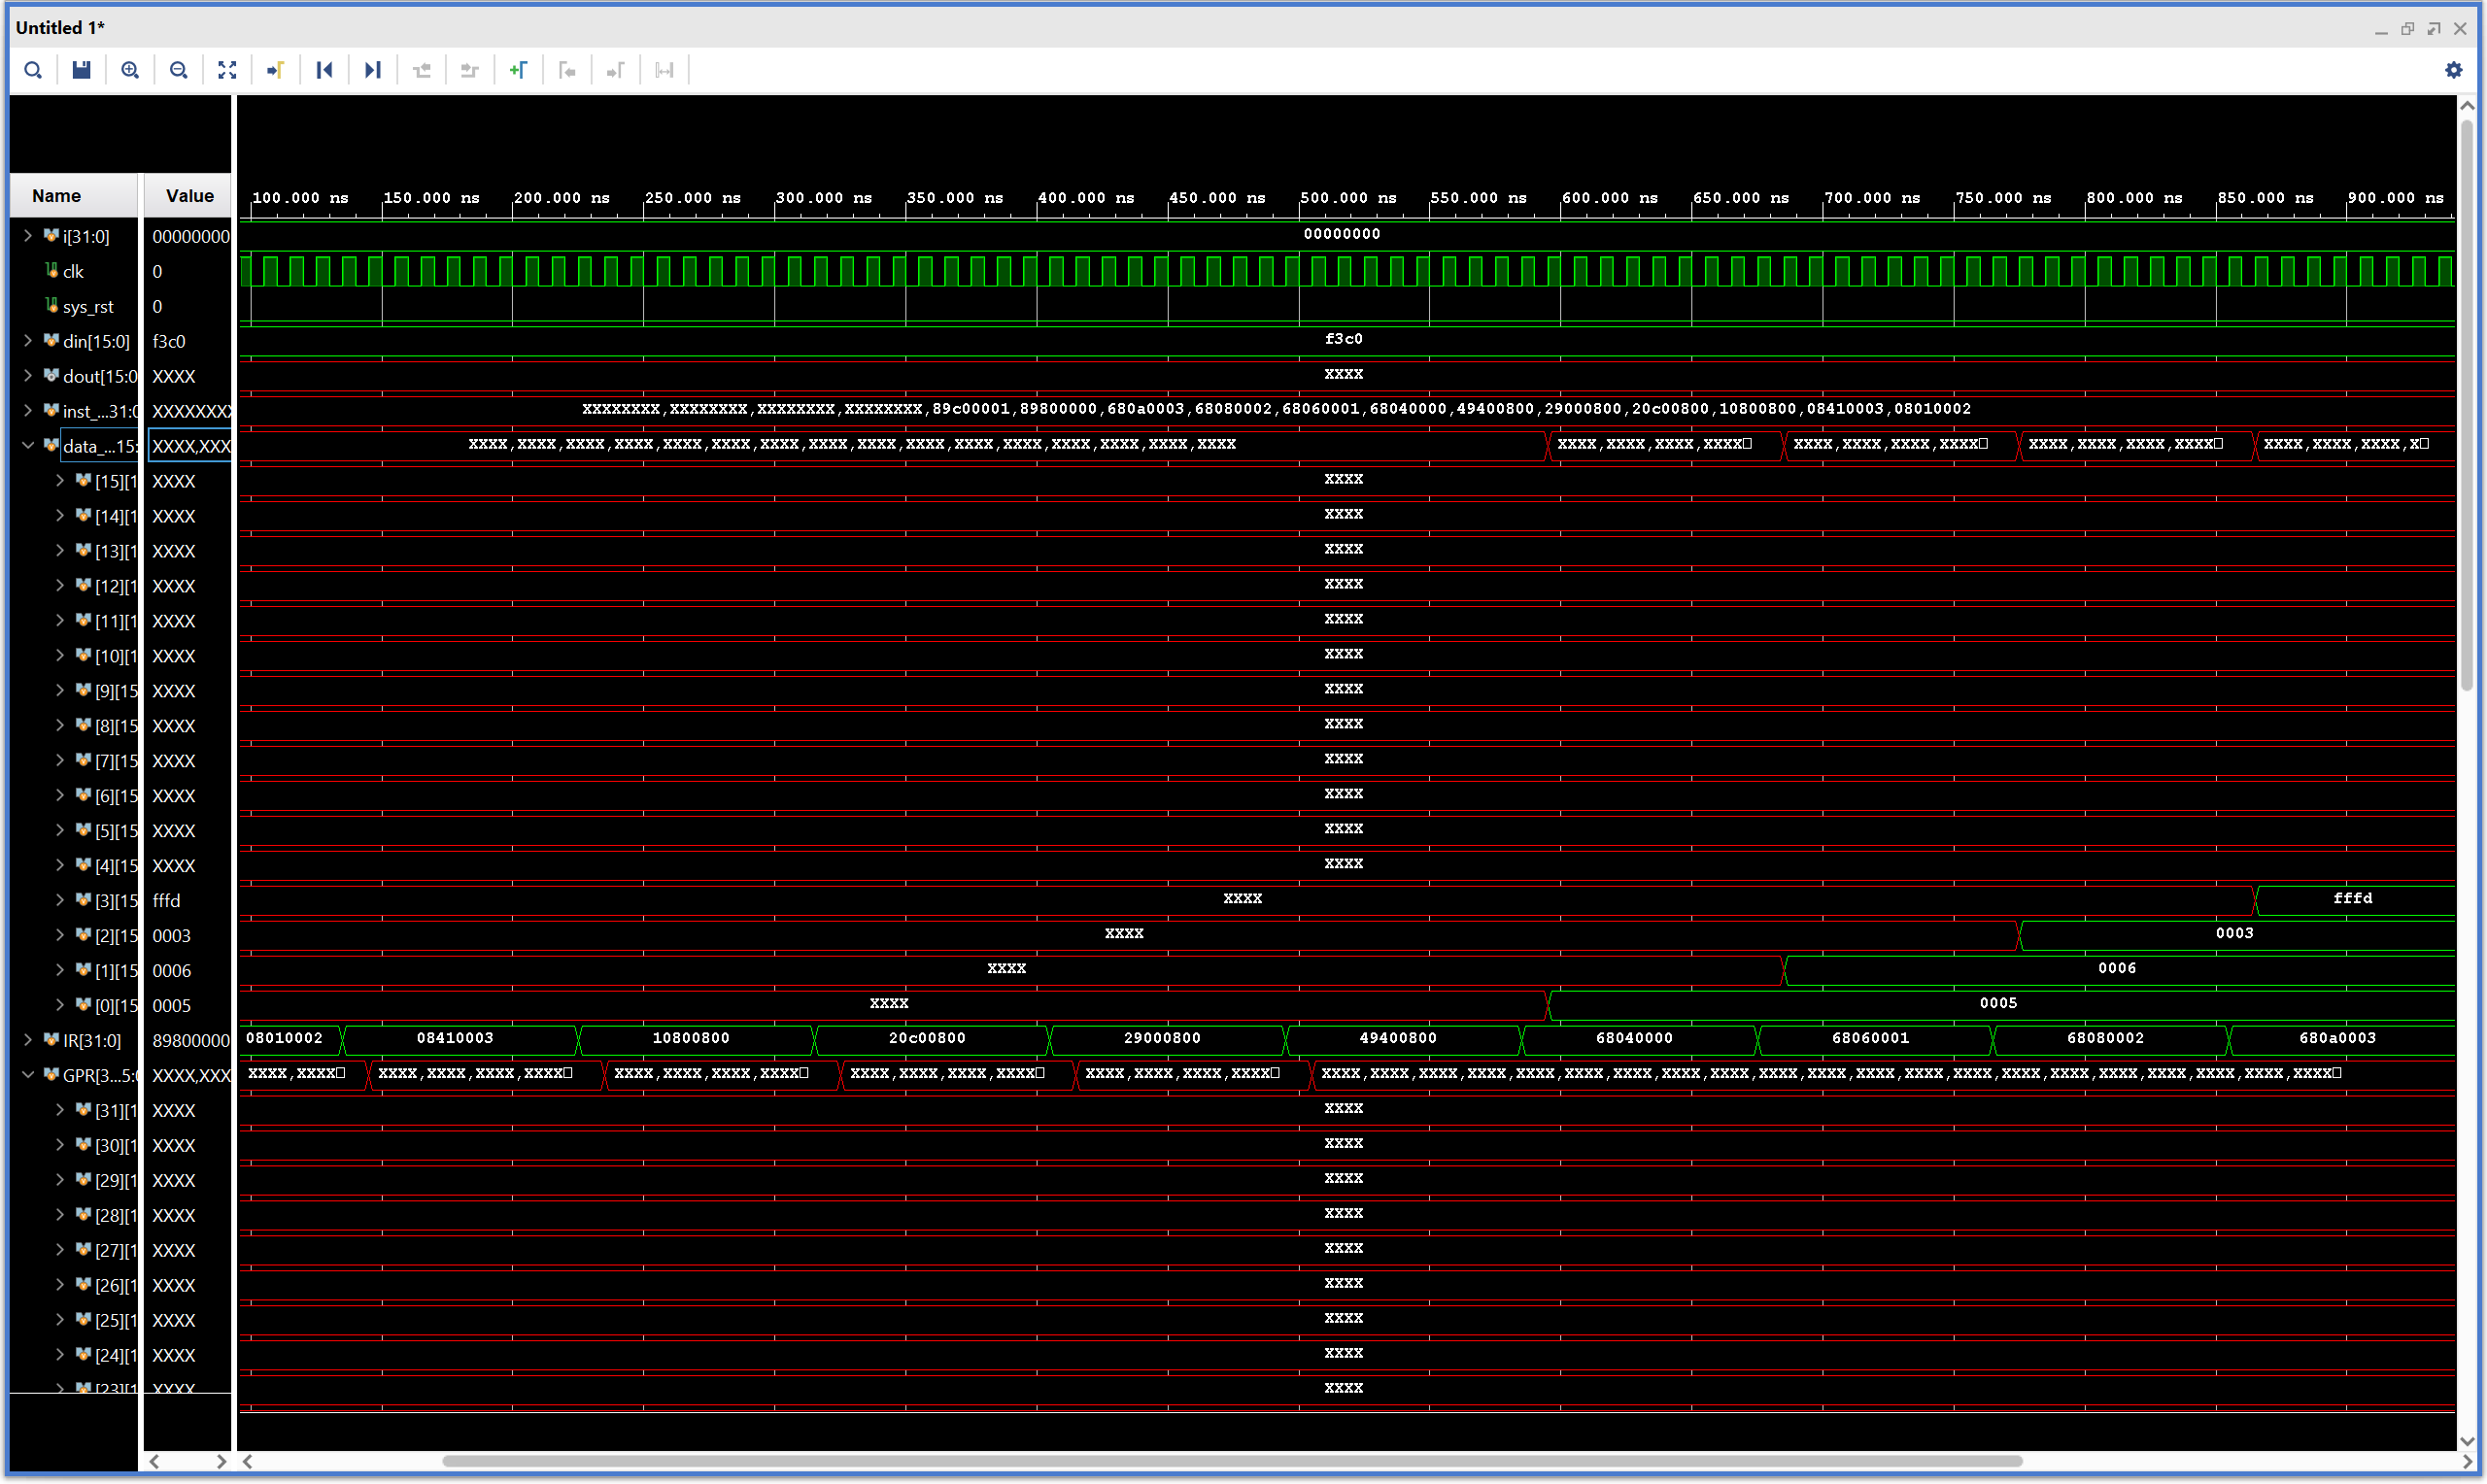 Untitled 1*
Name Value 100.000 ns 150.000 ns 200.000 ns 250.000 ns 300.000 ns 350.000 ns 400.000 ns 450.000 ns 500.000 ns 550.000 ns 600.000 ns 650.000 ns 700.000 ns 750.000 ns 800.000 ns 850.000 ns 900.000 ns
i[31:0] 00000000 00000000
clk 0
sys_rst 0
din[15:0] f3c0 f3c0
dout[15:0 XXXX XXXX
inst_...31:0 XXXXXXXX XXXXXXXX,XXXXXXXX,XXXXXXXX,XXXXXXXX,89c00001,89800000,680a0003,68080002,68060001,68040000,49400800,29000800,20c00800,10800800,08410003,08010002
data_...15: XXXX,XXX XXXX,XXXX,XXXX,XXXX,XXXX,XXXX,XXXX,XXXX,XXXX,XXXX,XXXX,XXXX,XXXX,XXXX,XXXX,XXXX XXXX,XXXX,XXXX,XXXX□ XXXX,XXXX,XXXX,XXXX□ XXXX,XXXX,XXXX,XXXX□ XXXX,XXXX,XXXX,X□
[15][1 XXXX XXXX
[14][1 XXXX XXXX
[13][1 XXXX XXXX
[12][1 XXXX XXXX
[11][1 XXXX XXXX
[10][1 XXXX XXXX
[9][15 XXXX XXXX
[8][15 XXXX XXXX
[7][15 XXXX XXXX
[6][15 XXXX XXXX
[5][15 XXXX XXXX
[4][15 XXXX XXXX
[3][15 fffd XXXX fffd
[2][15 0003 XXXX 0003
[1][15 0006 XXXX 0006
[0][15 0005 XXXX 0005
IR[31:0] 89800000 08010002 08410003 10800800 20c00800 29000800 49400800 68040000 68060001 68080002 680a0003
GPR[3...5:0 XXXX,XXX XXXX,XXXX□ XXXX,XXXX,XXXX,XXXX□ XXXX,XXXX,XXXX,XXXX□ XXXX,XXXX,XXXX,XXXX□ XXXX,XXXX,XXXX,XXXX□ XXXX,XXXX,XXXX,XXXX,XXXX,XXXX,XXXX,XXXX,XXXX,XXXX,XXXX,XXXX,XXXX,XXXX,XXXX,XXXX,XXXX,XXXX,XXXX,XXXX,XXXX□
[31][1 XXXX XXXX
[30][1 XXXX XXXX
[29][1 XXXX XXXX
[28][1 XXXX XXXX
[27][1 XXXX XXXX
[26][1 XXXX XXXX
[25][1 XXXX XXXX
[24][1 XXXX XXXX
[23][1 XXXX XXXX